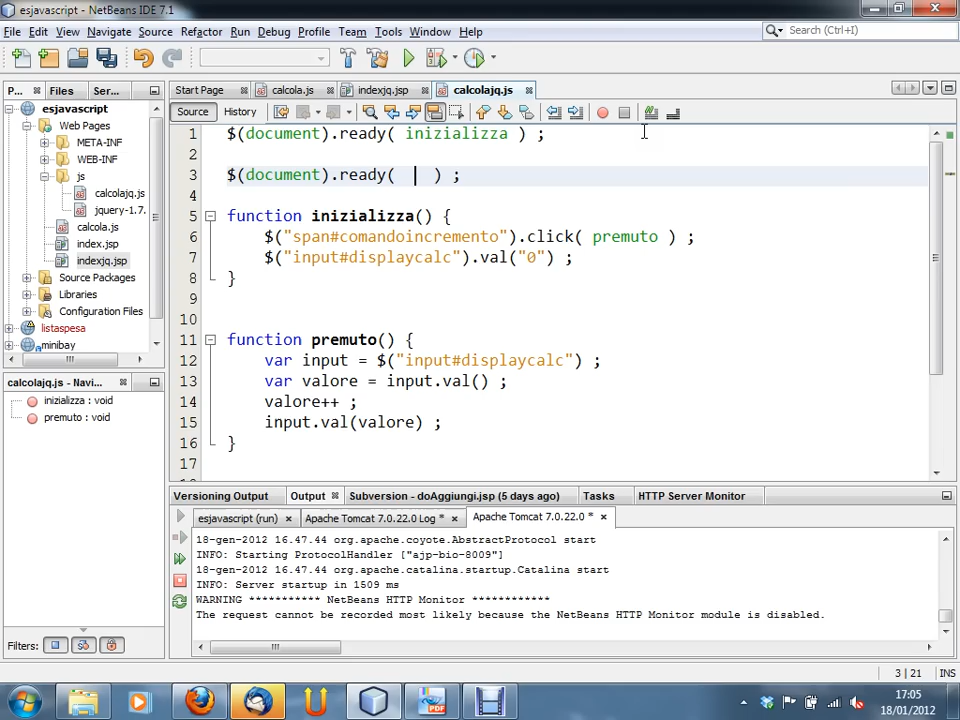 esjavascript - NetBeans IDE 7.1
File Edit View Navigate Source Refactor Run Debug Profile Team Tools Window Help
Search (Ctrl+I)
P... Files Ser...
Start Page calcola.js indexjq.jsp calcolajq.js
Source History
esjavascript
Web Pages
META-INF
WEB-INF
js
calcolajq.js
jquery-1.7.
calcola.js
index.jsp
indexjq.jsp
Source Packages
Libraries
Configuration Files
listaspesa
minibay
1 $(document).ready( inizializza ) ;
2
3 $(document).ready( ) ;
4
5 function inizializza() {
6 $("span#comandoincremento").click( premuto ) ;
7 $("input#displaycalc").val("0") ;
8 }
9
10
11 function premuto() {
12 var input = $("input#displaycalc") ;
13 var valore = input.val() ;
14 valore++ ;
15 input.val(valore) ;
16 }
17
calcolajq.js - Navi...
inizializza : void
premuto : void
Filters:
Versioning Output Output Subversion - doAggiungi.jsp (5 days ago) Tasks HTTP Server Monitor
esjavascript (run) Apache Tomcat 7.0.22.0 Log * Apache Tomcat 7.0.22.0 *
18-gen-2012 16.47.44 org.apache.coyote.AbstractProtocol start
INFO: Starting ProtocolHandler ["ajp-bio-8009"]
18-gen-2012 16.47.44 org.apache.catalina.startup.Catalina start
INFO: Server startup in 1509 ms
WARNING *********** NetBeans HTTP Monitor ************
The request cannot be recorded most likely because the NetBeans HTTP Monitor module is disabled.
3 | 21 INS
PDF
17:05
18/01/2012